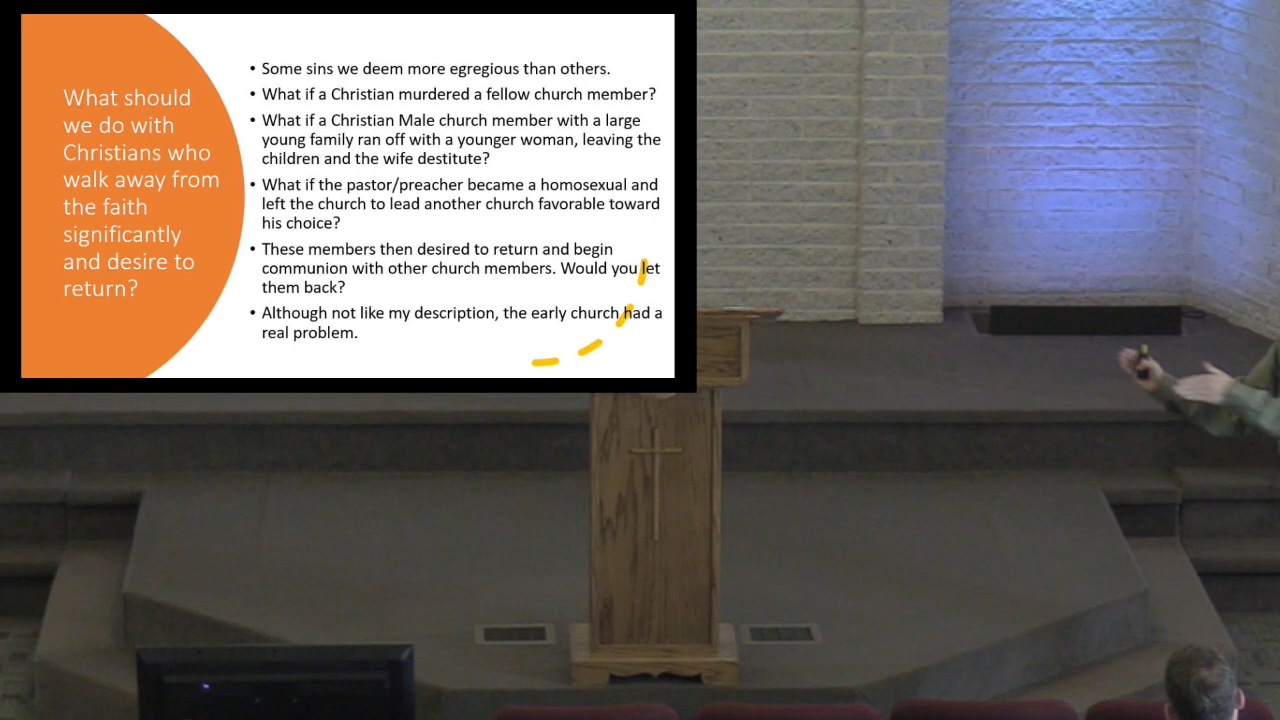 What should
we do with
Christians who
walk away from
the faith
significantly
and desire to
return?
• Some sins we deem more egregious than others.
• What if a Christian murdered a fellow church member?
• What if a Christian Male church member with a large
young family ran off with a younger woman, leaving the
children and the wife destitute?
• What if the pastor/preacher became a homosexual and
left the church to lead another church favorable toward
his choice?
• These members then desired to return and begin
communion with other church members. Would you let
them back?
• Although not like my description, the early church had a
real problem.